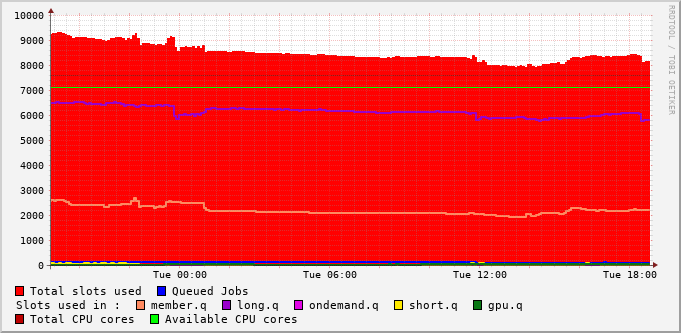 10000
9000
8000
7000
6000
5000
4000
3000
2000
1000
0
Tue 00:00 Tue 06:00 Tue 12:00 Tue 18:00
Total slots used Queued Jobs
Slots used in : member.q long.q ondemand.q short.q gpu.q
Total CPU cores Available CPU cores
RRDTOOL / TOBI OETIKER